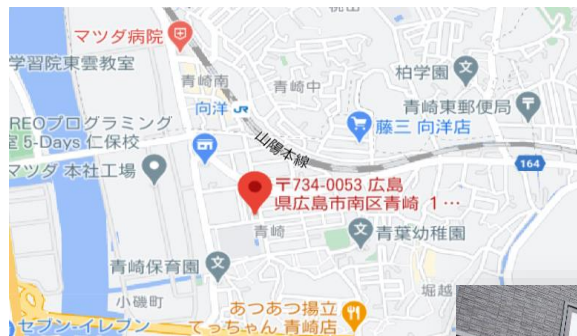 マツダ病院
学習院東雲教室
青崎南
青崎中
柏学園
向洋 JR
青崎東郵便局
REOプログラミング
室 5-Days 仁保校
藤三 向洋店
山陽本線
164
マツダ 本社工場
〒734-0053 広島
県広島市南区青崎 1 …
青崎
青葉幼稚園
青崎保育園
小磯町
堀越
あつあつ揚立
てっちゃん 青崎店
セブン-イレブン